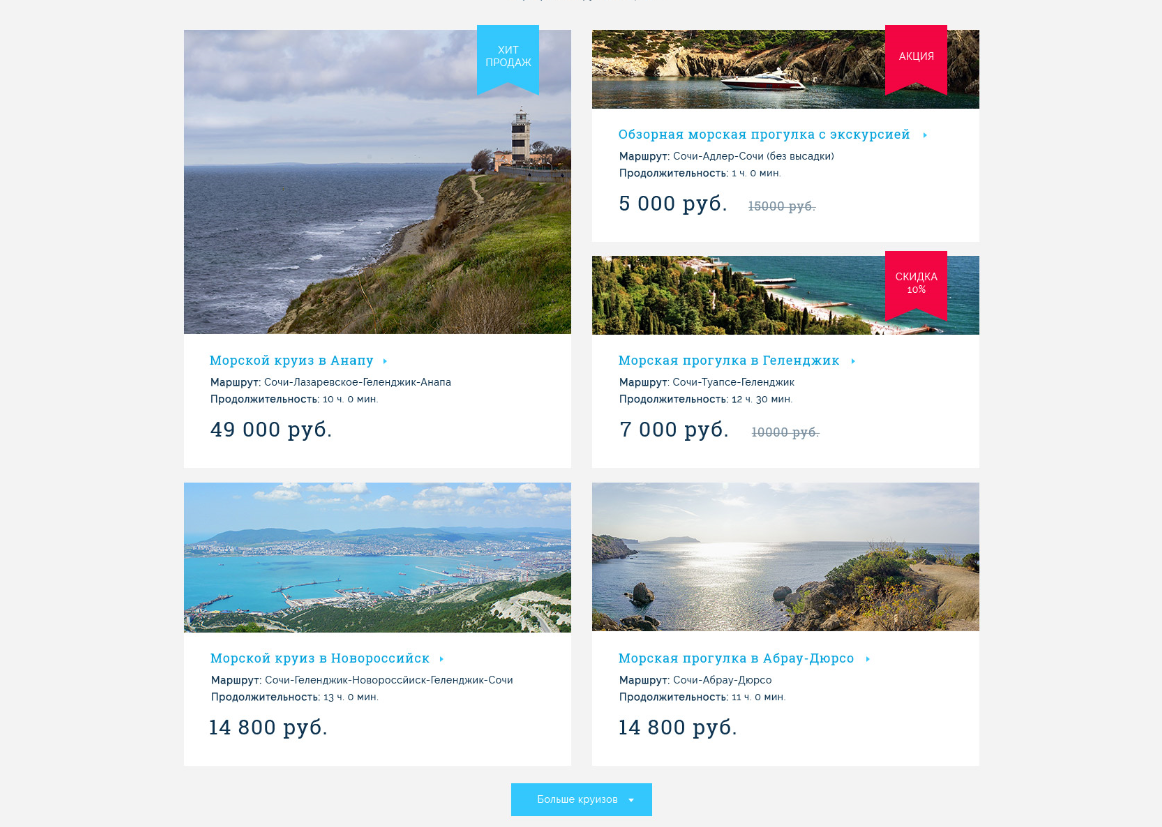 ХИТ
ПРОДАЖ
Морской круиз в Анапу
Маршрут: Сочи-Лазаревское-Геленджик-Анапа
Продолжительность: 10 ч. 0 мин.
49 000 руб.
АКЦИЯ
Обзорная морская прогулка с экскурсией
Маршрут: Сочи-Адлер-Сочи (без высадки)
Продолжительность: 1 ч. 0 мин.
5 000 руб. 15000 руб.
СКИДКА
10%
Морская прогулка в Геленджик
Маршрут: Сочи-Туапсе-Геленджик
Продолжительность: 12 ч. 30 мин.
7 000 руб. 10000 руб.
Морской круиз в Новороссийск
Маршрут: Сочи-Геленджик-Новороссйиск-Геленджик-Сочи
Продолжительность: 13 ч. 0 мин.
14 800 руб.
Морская прогулка в Абрау-Дюрсо
Маршрут: Сочи-Абрау-Дюрсо
Продолжительность: 11 ч. 0 мин.
14 800 руб.
Больше круизов